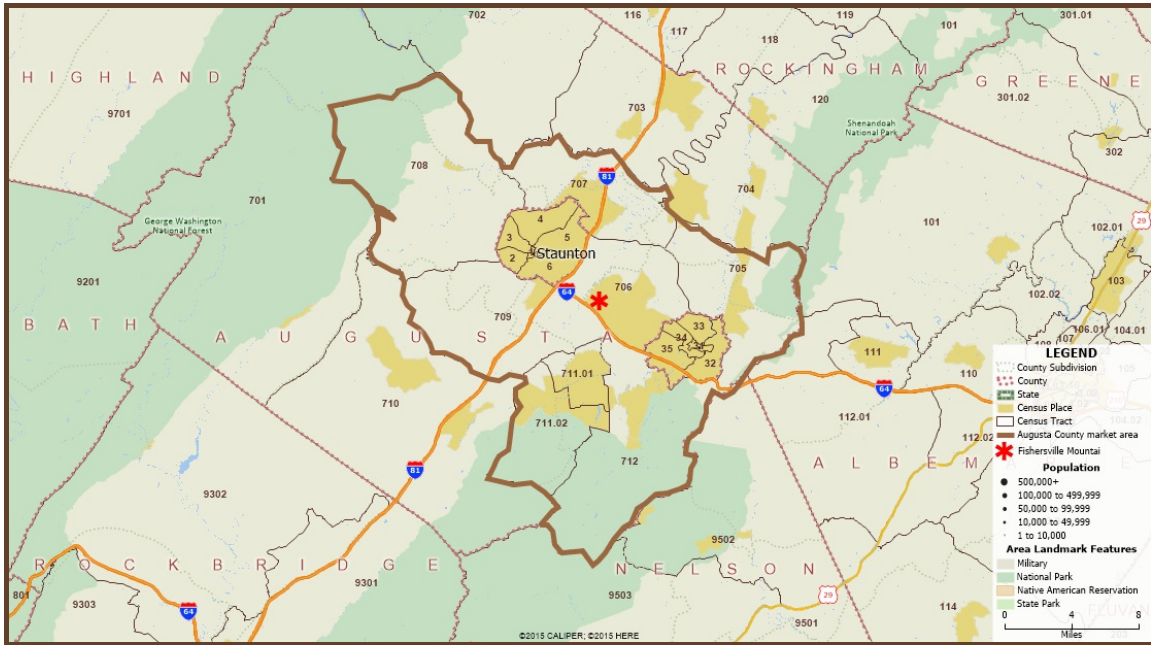 702
116
117
119
118
101
301.01
HIGHLAND
ROCKINGHAM
GREENE
9701
703
120
301.02
Shenandoah
National Park
302
708
81
707
704
701
George Washington
National Forest
4
3
5
2
6
Staunton
101
29
102.01
705
9201
64
706
102.02
103
BATH
AUGUSTA
709
33
34
35
32
106.01
104.01
107
111
110
711.01
710
64
112.01
711.02
112.02
712
ALBEMA
81
9302
9502
ROCKBRIDGE
NELSON
9301
9503
29
801
9303
64
114
9501
LEGEND
County Subdivision
County
State
Census Place
Census Tract
Augusta County market area
Fishersville Mountai
Population
500,000+
100,000 to 499,999
50,000 to 99,999
10,000 to 49,999
1 to 10,000
Area Landmark Features
Military
National Park
Native American Reservation
State Park
0 4 8
Miles
©2015 CALIPER; ©2015 HERE